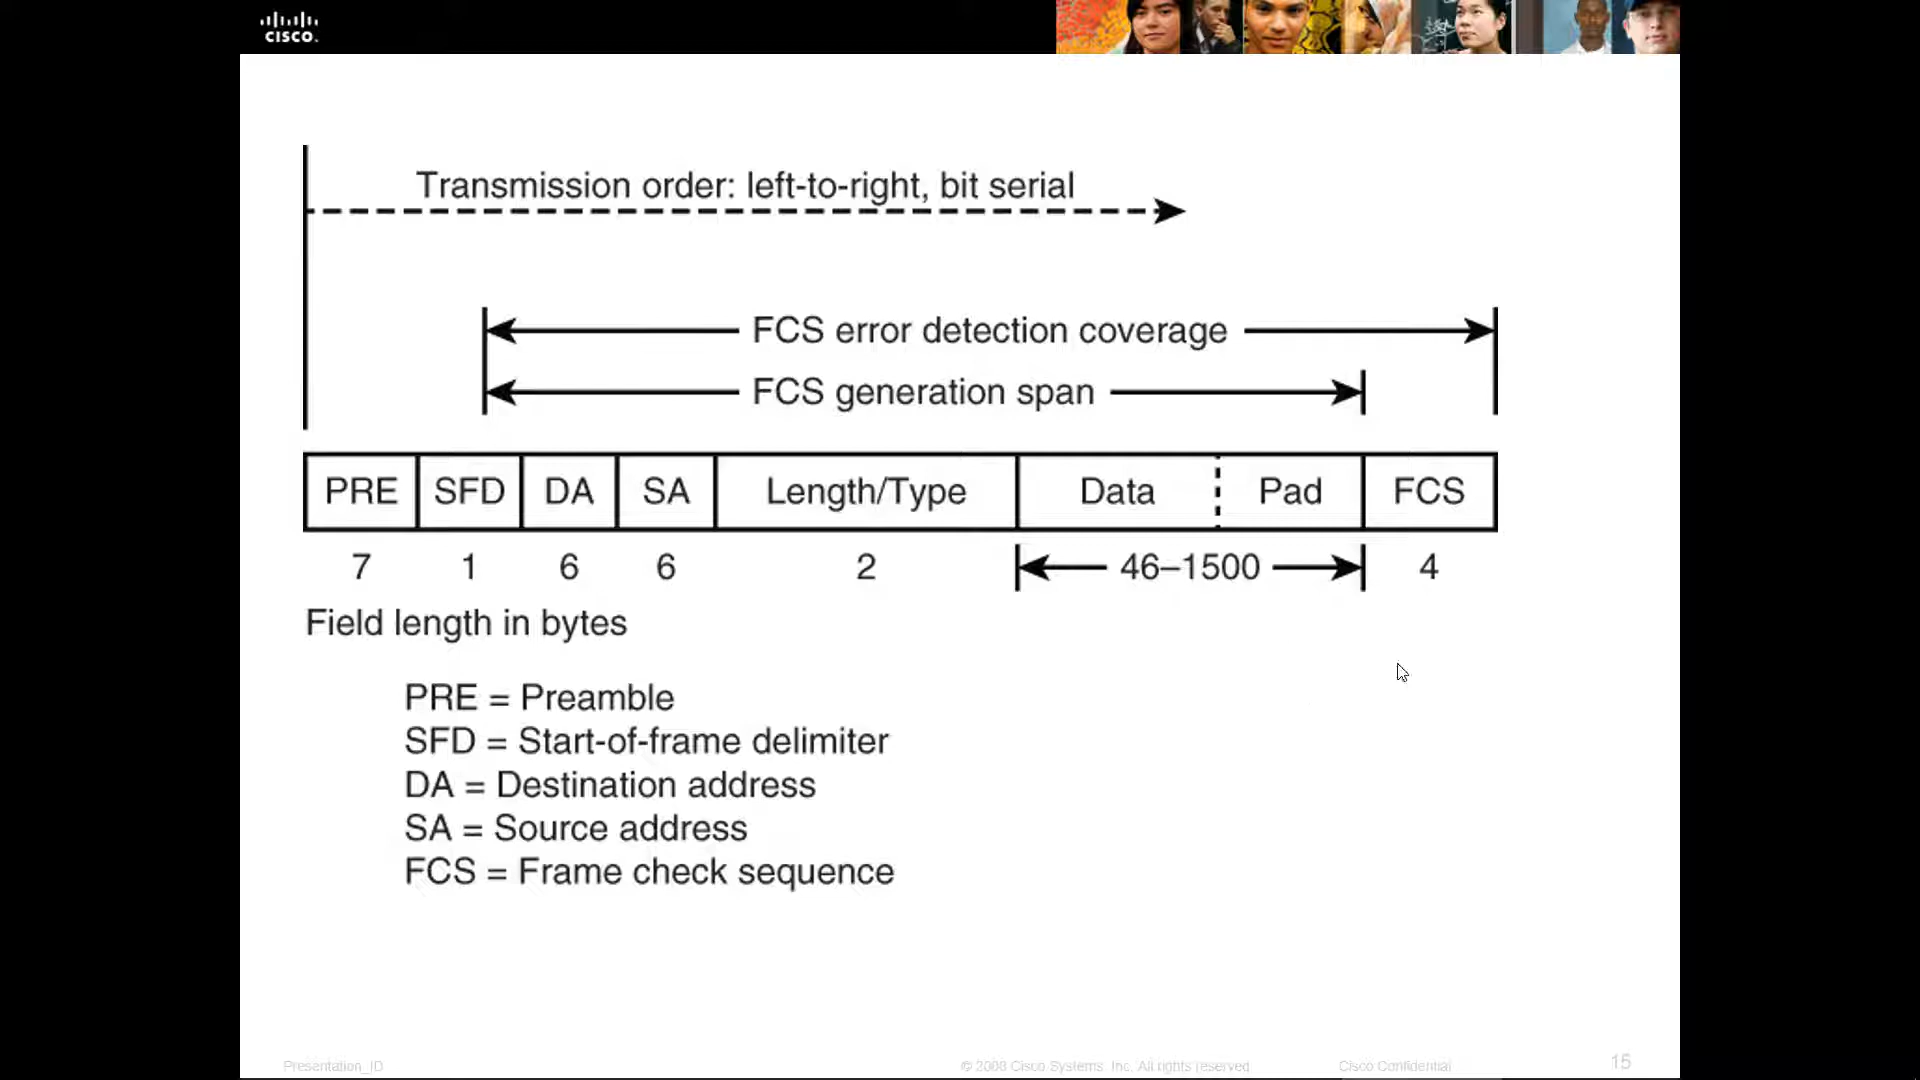 CISCO.
Transmission order: left-to-right, bit serial
FCS error detection coverage
FCS generation span
PRE SFD DA SA Length/Type Data Pad FCS
7 1 6 6 2 46–1500 4
Field length in bytes
PRE = Preamble
SFD = Start-of-frame delimiter
DA = Destination address
SA = Source address
FCS = Frame check sequence
Presentation_ID © 2008 Cisco Systems, Inc. All rights reserved Cisco Confidential 15